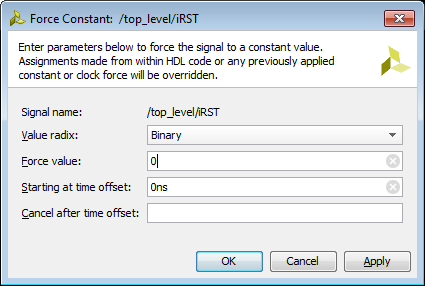 Force Constant: /top_level/iRST
Enter parameters below to force the signal to a constant value.
Assignments made from within HDL code or any previously applied
constant or clock force will be overridden.
Signal name: /top_level/iRST
Value radix: Binary
Force value: 0
Starting at time offset: 0ns
Cancel after time offset:
OK Cancel Apply